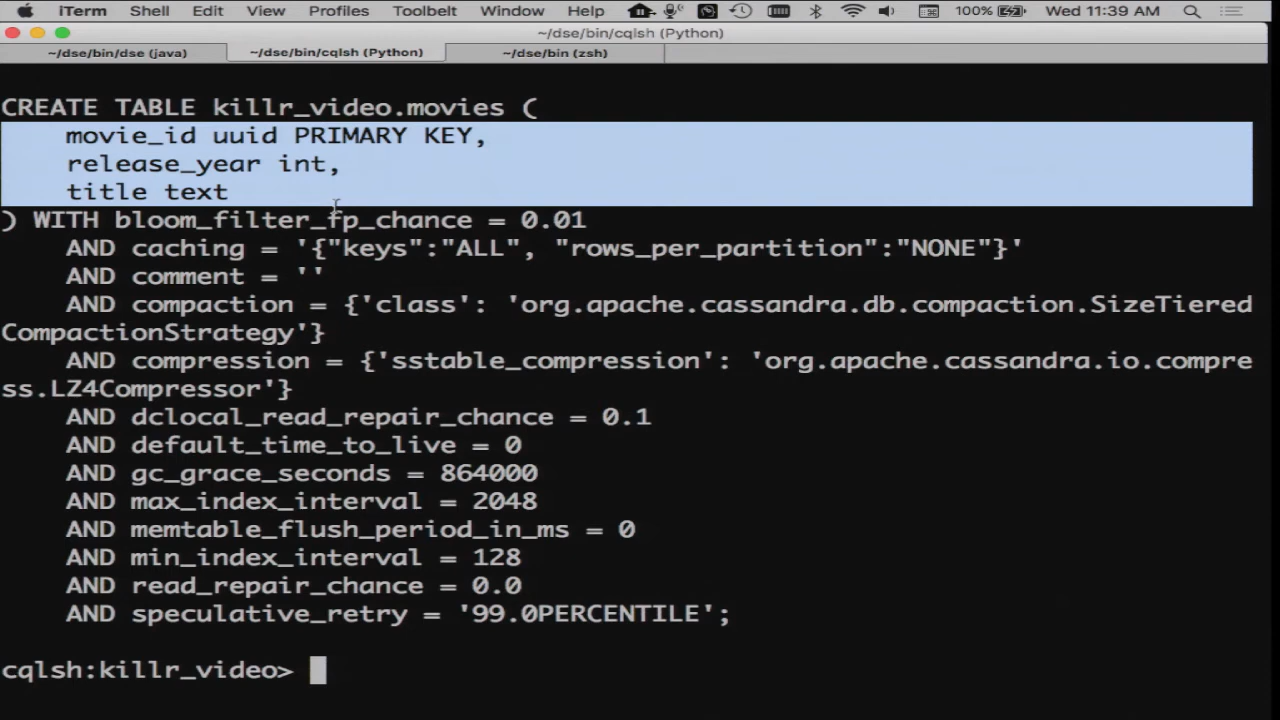 iTerm Shell Edit View Profiles Toolbelt Window Help 100% Wed 11:39 AM
~/dse/bin/cqlsh (Python)
~/dse/bin/dse (java) ~/dse/bin/cqlsh (Python) ~/dse/bin (zsh)
CREATE TABLE killr_video.movies (
movie_id uuid PRIMARY KEY,
release_year int,
title text
) WITH bloom_filter_fp_chance = 0.01
AND caching = '{"keys":"ALL", "rows_per_partition":"NONE"}'
AND comment = ''
AND compaction = {'class': 'org.apache.cassandra.db.compaction.SizeTiered
CompactionStrategy'}
AND compression = {'sstable_compression': 'org.apache.cassandra.io.compre
ss.LZ4Compressor'}
AND dclocal_read_repair_chance = 0.1
AND default_time_to_live = 0
AND gc_grace_seconds = 864000
AND max_index_interval = 2048
AND memtable_flush_period_in_ms = 0
AND min_index_interval = 128
AND read_repair_chance = 0.0
AND speculative_retry = '99.0PERCENTILE';
cqlsh:killr_video>